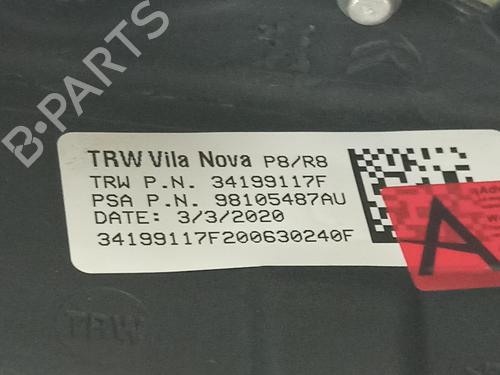 B-PARTS
TRW Vila Nova P8/R8
TRW P.N. 34199117F
PSA P.N. 98105487AU
DATE: 3/3/2020
34199117F200630240F
A
TRW